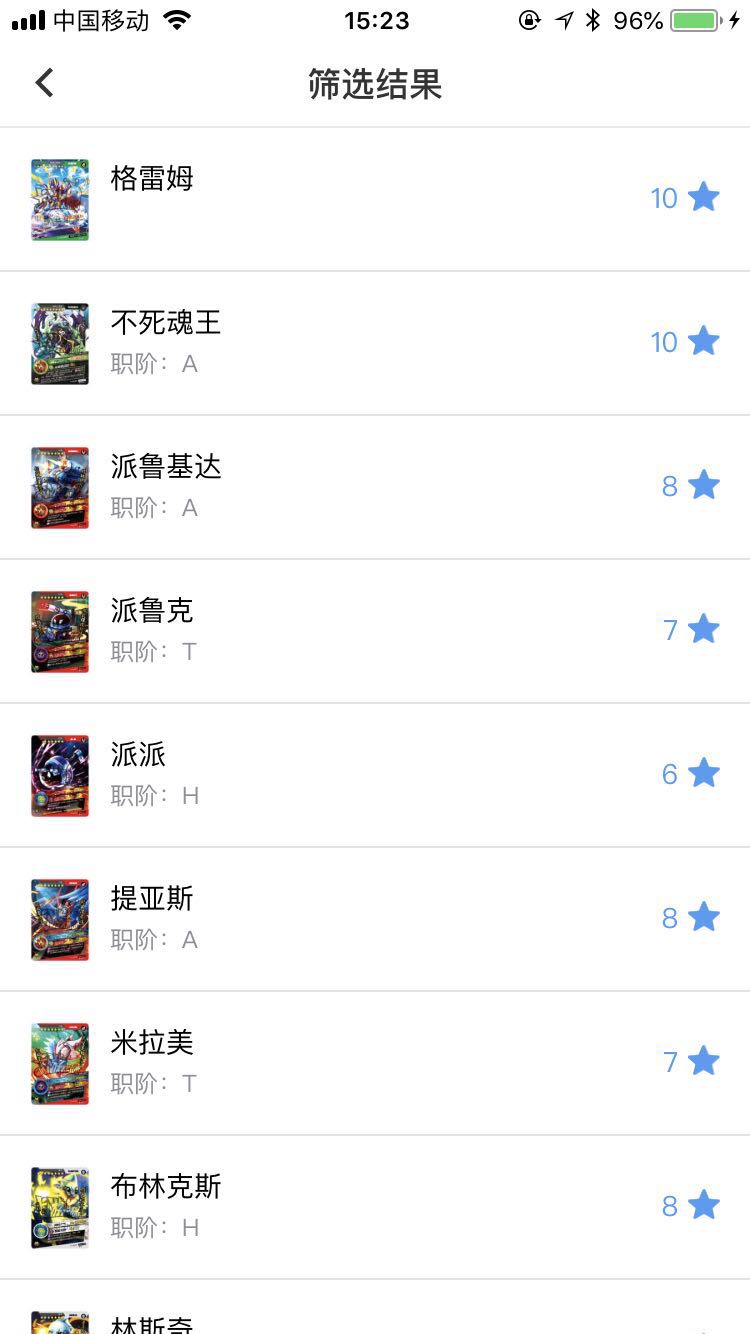 中国移动
15:23
96%
筛选结果
格雷姆
10
不死魂王
职阶：A
10
派鲁基达
职阶：A
8
派鲁克
职阶：T
7
派派
职阶：H
6
提亚斯
职阶：A
8
米拉美
职阶：T
7
布林克斯
职阶：H
8
林斯奇